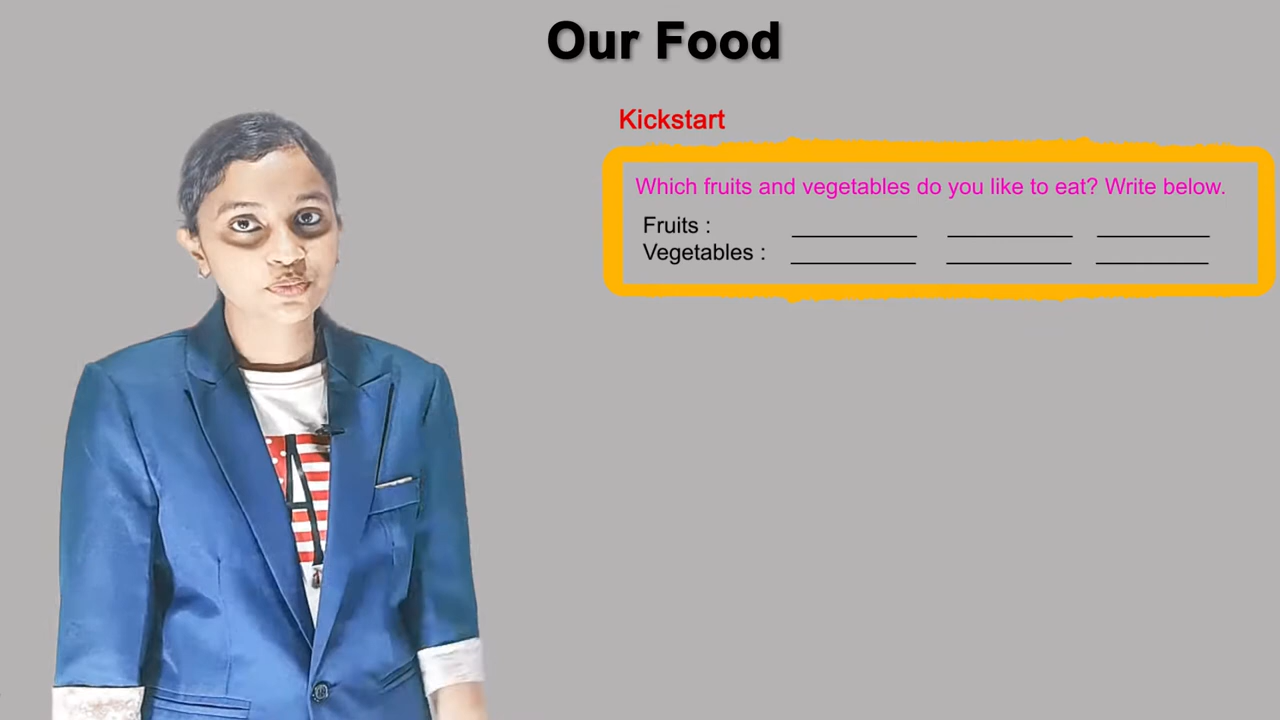 Our Food
Kickstart
Which fruits and vegetables do you like to eat? Write below.
Fruits :
Vegetables :
A